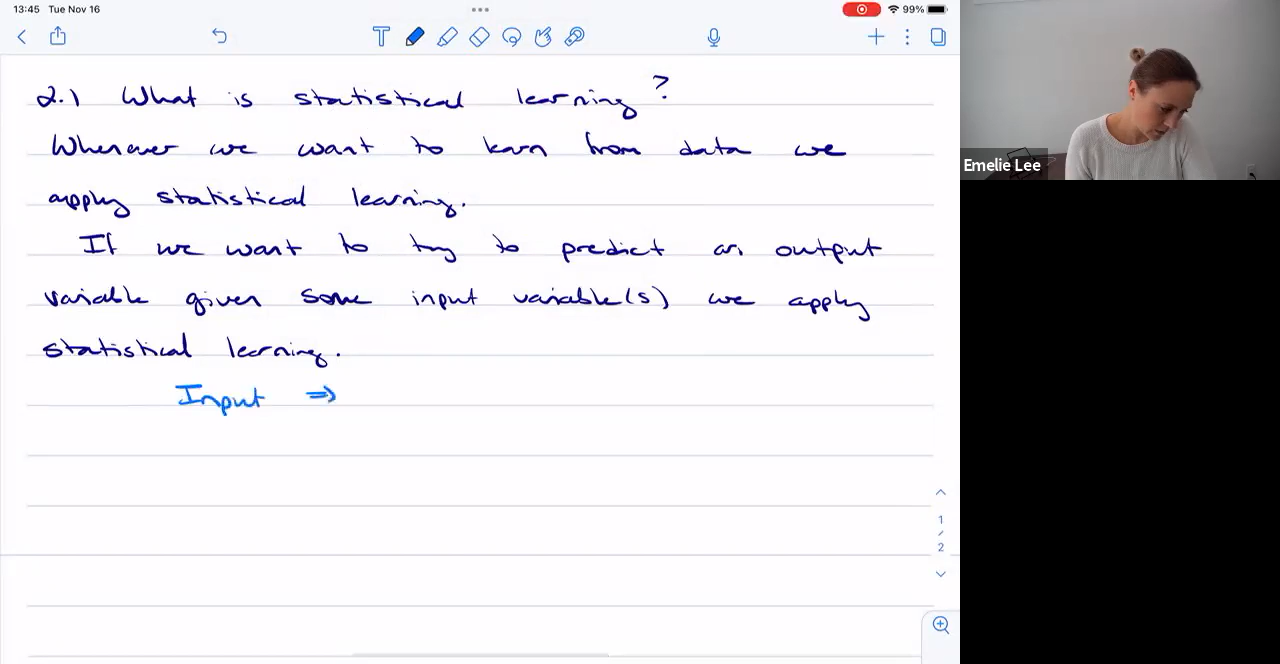 13:45 Tue Nov 16
99%
2.1 What is statistical learning?
Whenever we want to learn from data we
apply statistical learning.
If we want to try to predict an output
variable given some input variable(s) we apply
statistical learning.
Input ⇒
1
/
2
Emelie Lee